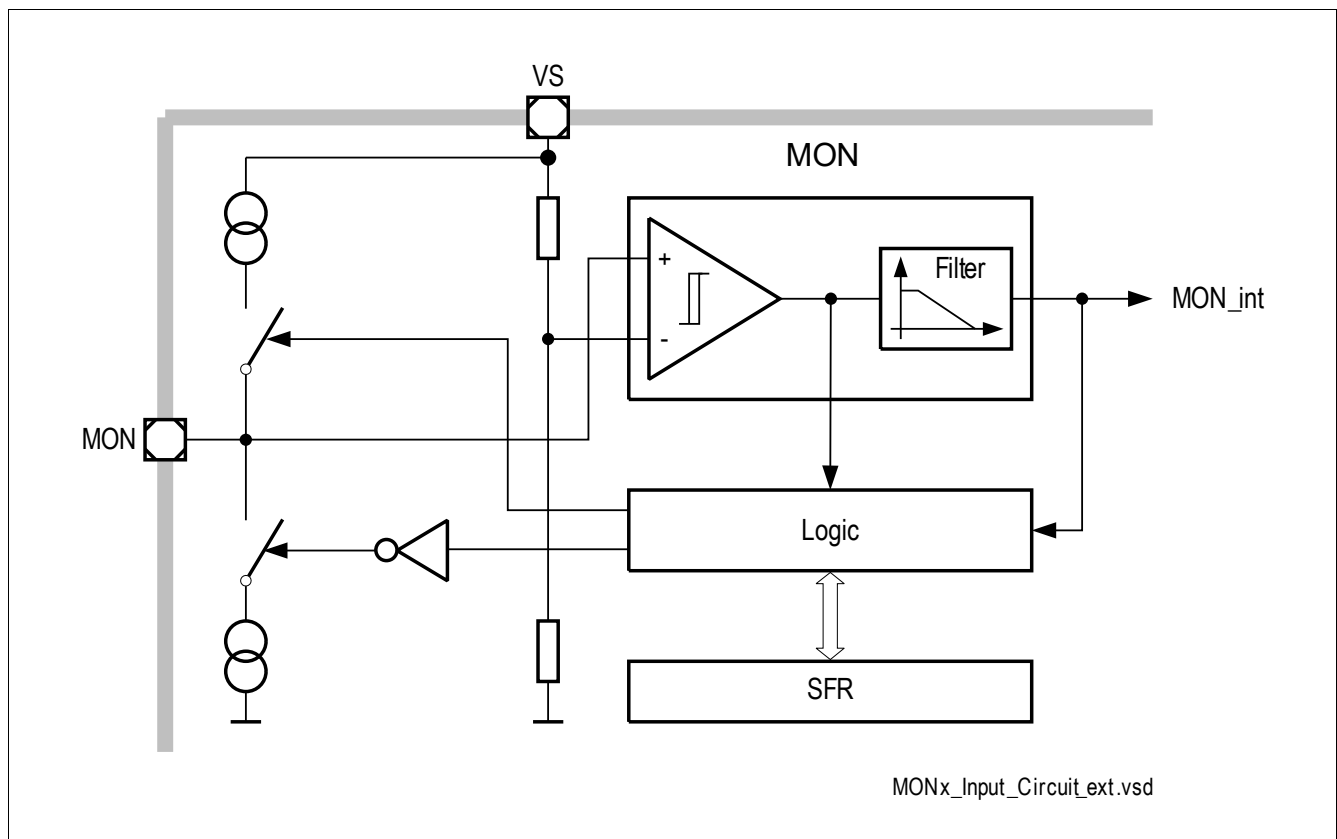 VS
MON
+
-
Filter
MON_int
MON
Logic
SFR
MONx_Input_Circuit_ext.vsd